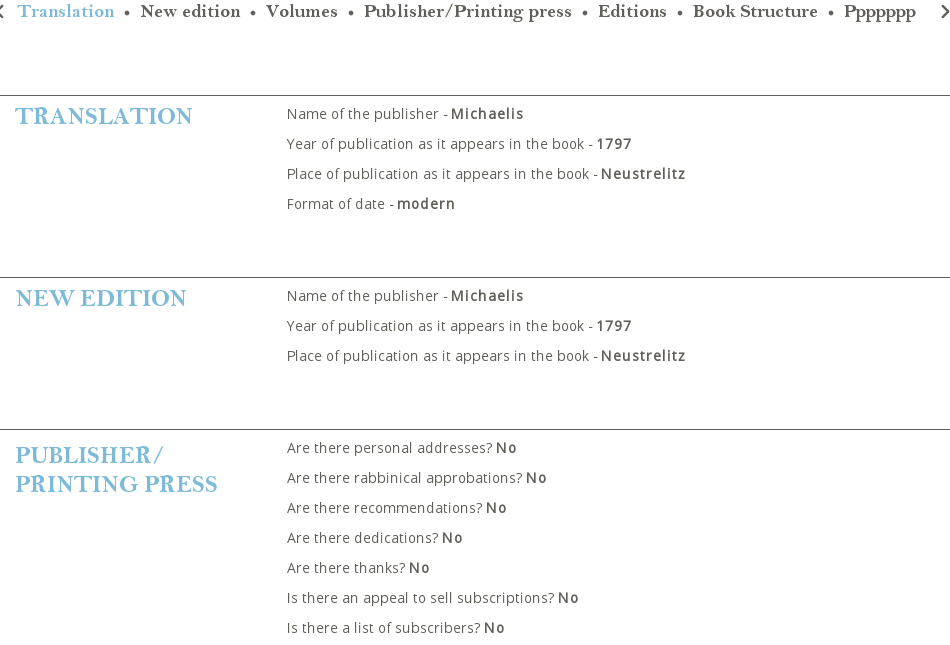 Translation • New edition • Volumes • Publisher/Printing press • Editions • Book Structure • Ppppppp
TRANSLATION
Name of the publisher - Michaelis
Year of publication as it appears in the book - 1797
Place of publication as it appears in the book - Neustrelitz
Format of date - modern
NEW EDITION
Name of the publisher - Michaelis
Year of publication as it appears in the book - 1797
Place of publication as it appears in the book - Neustrelitz
PUBLISHER/
PRINTING PRESS
Are there personal addresses? No
Are there rabbinical approbations? No
Are there recommendations? No
Are there dedications? No
Are there thanks? No
Is there an appeal to sell subscriptions? No
Is there a list of subscribers? No